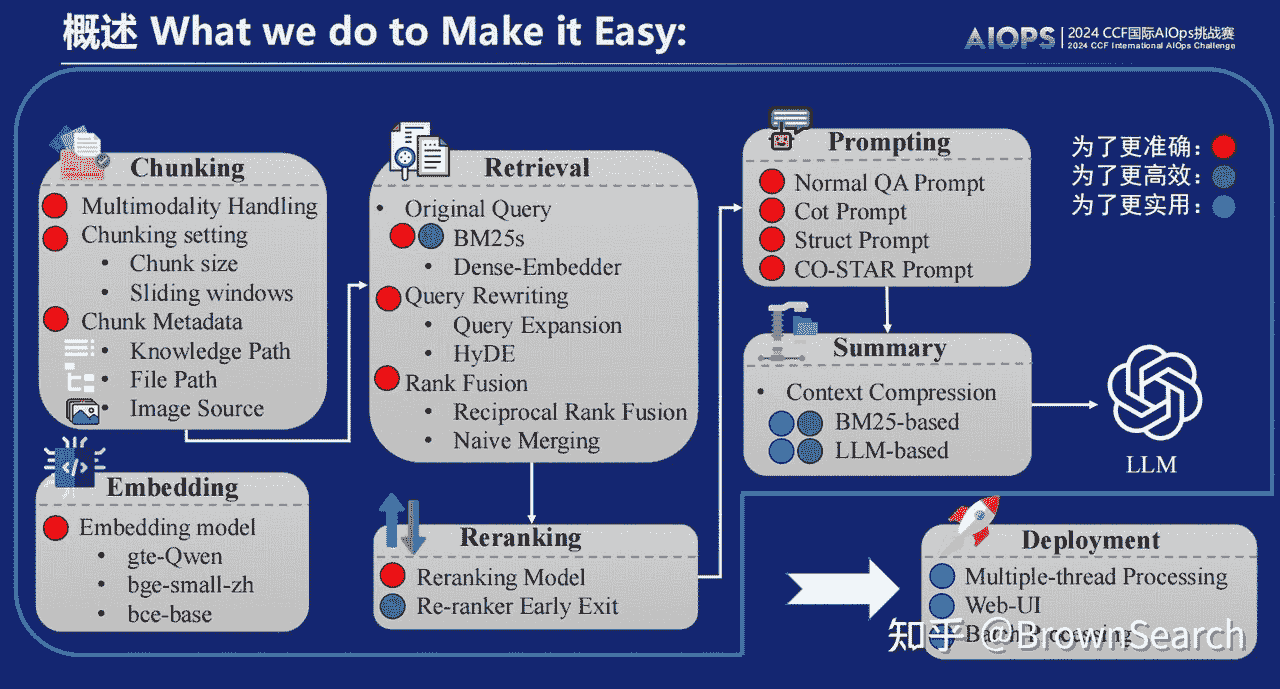 概述 What we do to Make it Easy:
AIOPS
2024 CCF国际AIOps挑战赛
2024 CCF International AIOps Challenge
Chunking
Multimodality Handling
Chunking setting
• Chunk size
• Sliding windows
Chunk Metadata
• Knowledge Path
• File Path
• Image Source
Embedding
Embedding model
• gte-Qwen
• bge-small-zh
• bce-base
Retrieval
• Original Query
BM25s
• Dense-Embedder
Query Rewriting
• Query Expansion
• HyDE
Rank Fusion
• Reciprocal Rank Fusion
• Naive Merging
Reranking
Reranking Model
Re-ranker Early Exit
Prompting
Normal QA Prompt
Cot Prompt
Struct Prompt
CO-STAR Prompt
Summary
• Context Compression
BM25-based
LLM-based
LLM
为了更准确：
为了更高效：
为了更实用：
Deployment
Multiple-thread Processing
Web-UI
Batch Processing
知乎 @BrownSearch